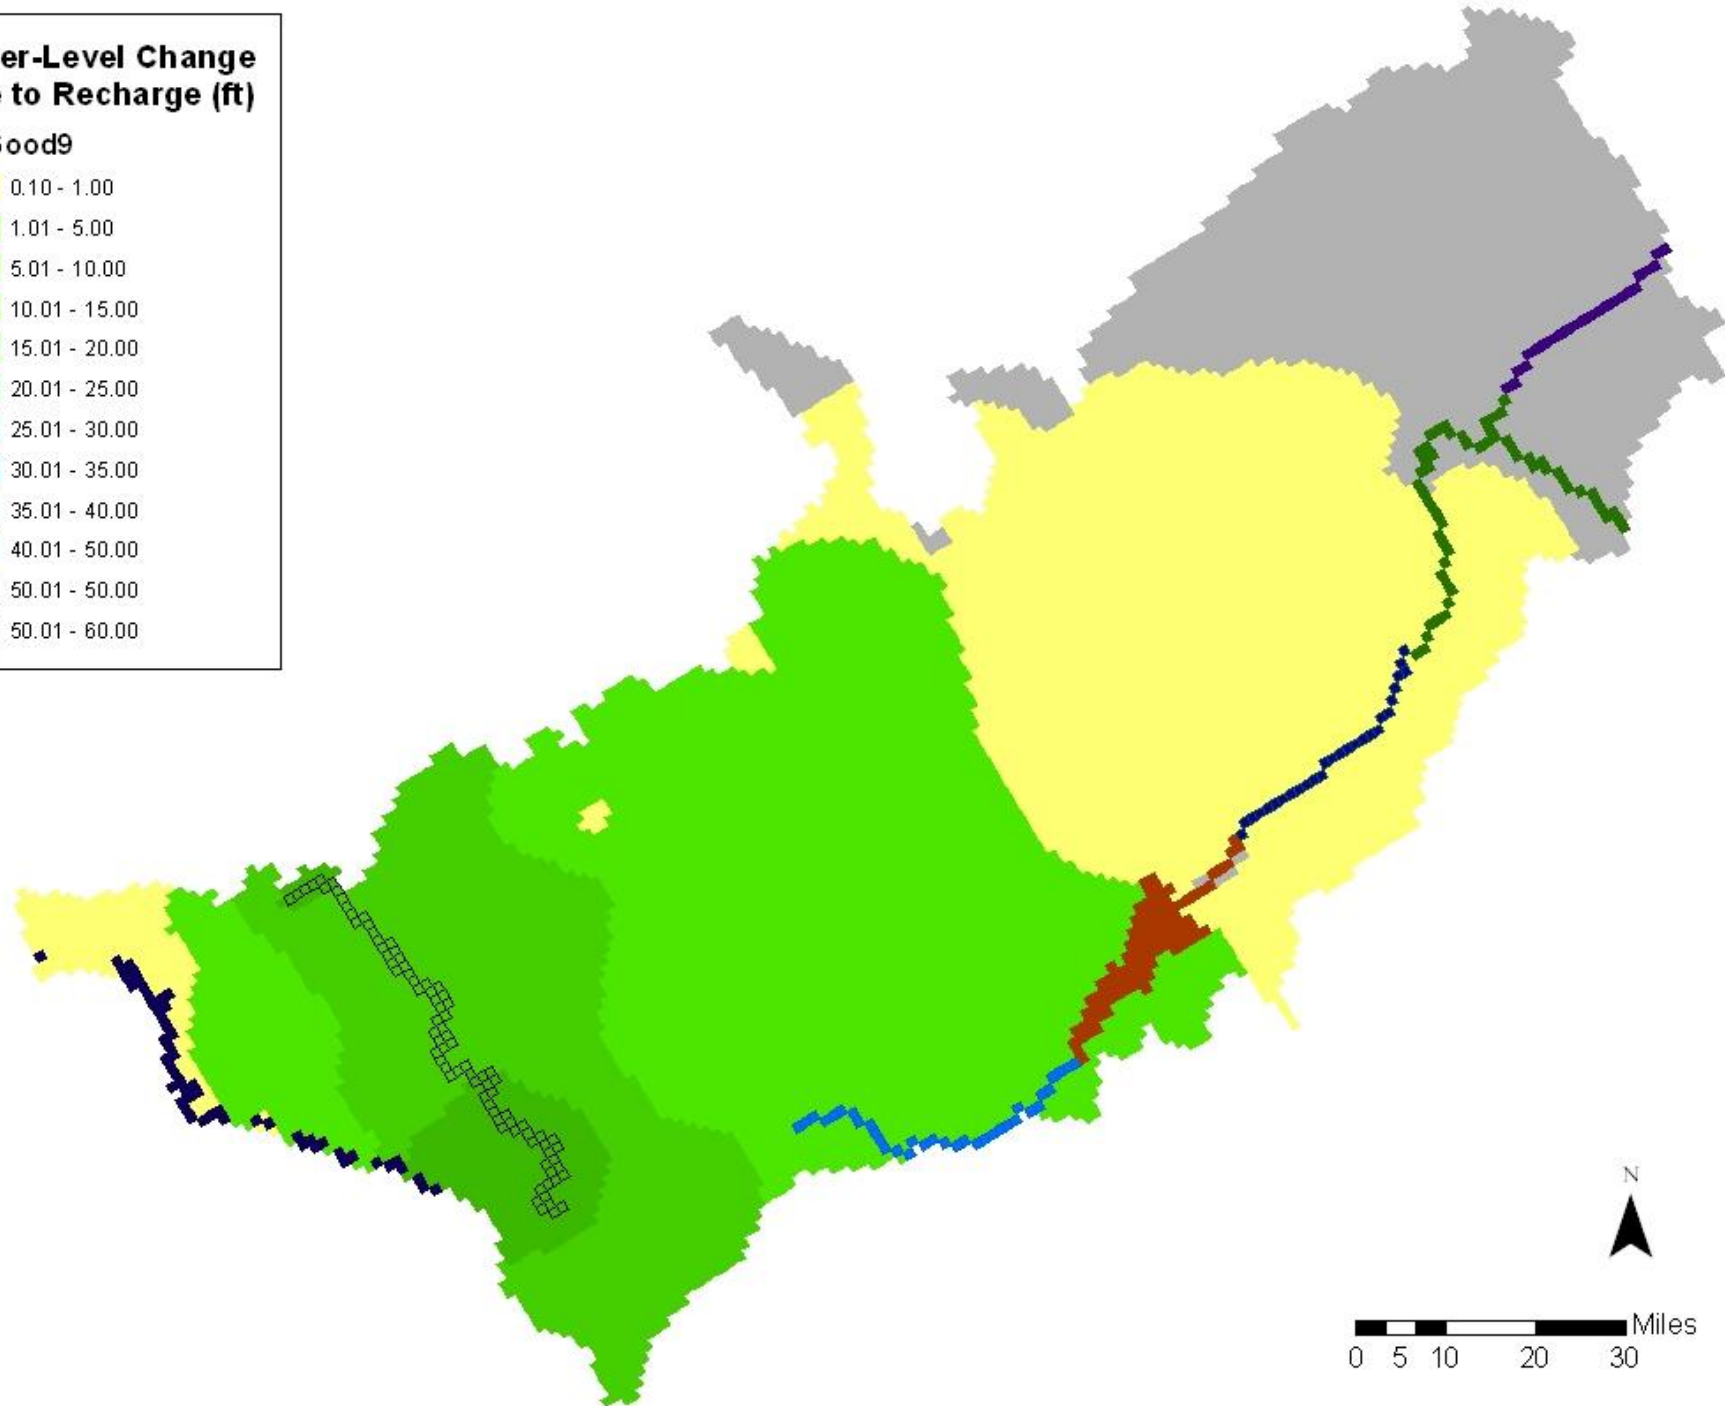 er-Level Change
e to Recharge (ft)
Good9
0.10 - 1.00
1.01 - 5.00
5.01 - 10.00
10.01 - 15.00
15.01 - 20.00
20.01 - 25.00
25.01 - 30.00
30.01 - 35.00
35.01 - 40.00
40.01 - 50.00
50.01 - 50.00
50.01 - 60.00
N
Miles
0 5 10 20 30